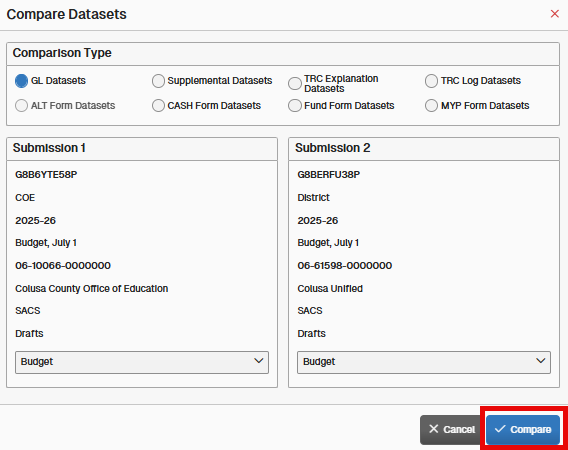 Compare Datasets
Comparison Type
GL Datasets
Supplemental Datasets
TRC Explanation
Datasets
TRC Log Datasets
ALT Form Datasets
CASH Form Datasets
Fund Form Datasets
MYP Form Datasets
Submission 1
G8B6YTE58P
COE
2025-26
Budget, July 1
06-10066-0000000
Colusa County Office of Education
SACS
Drafts
Budget
Submission 2
G8BERFU38P
District
2025-26
Budget, July 1
06-61598-0000000
Colusa Unified
SACS
Drafts
Budget
Cancel
Compare